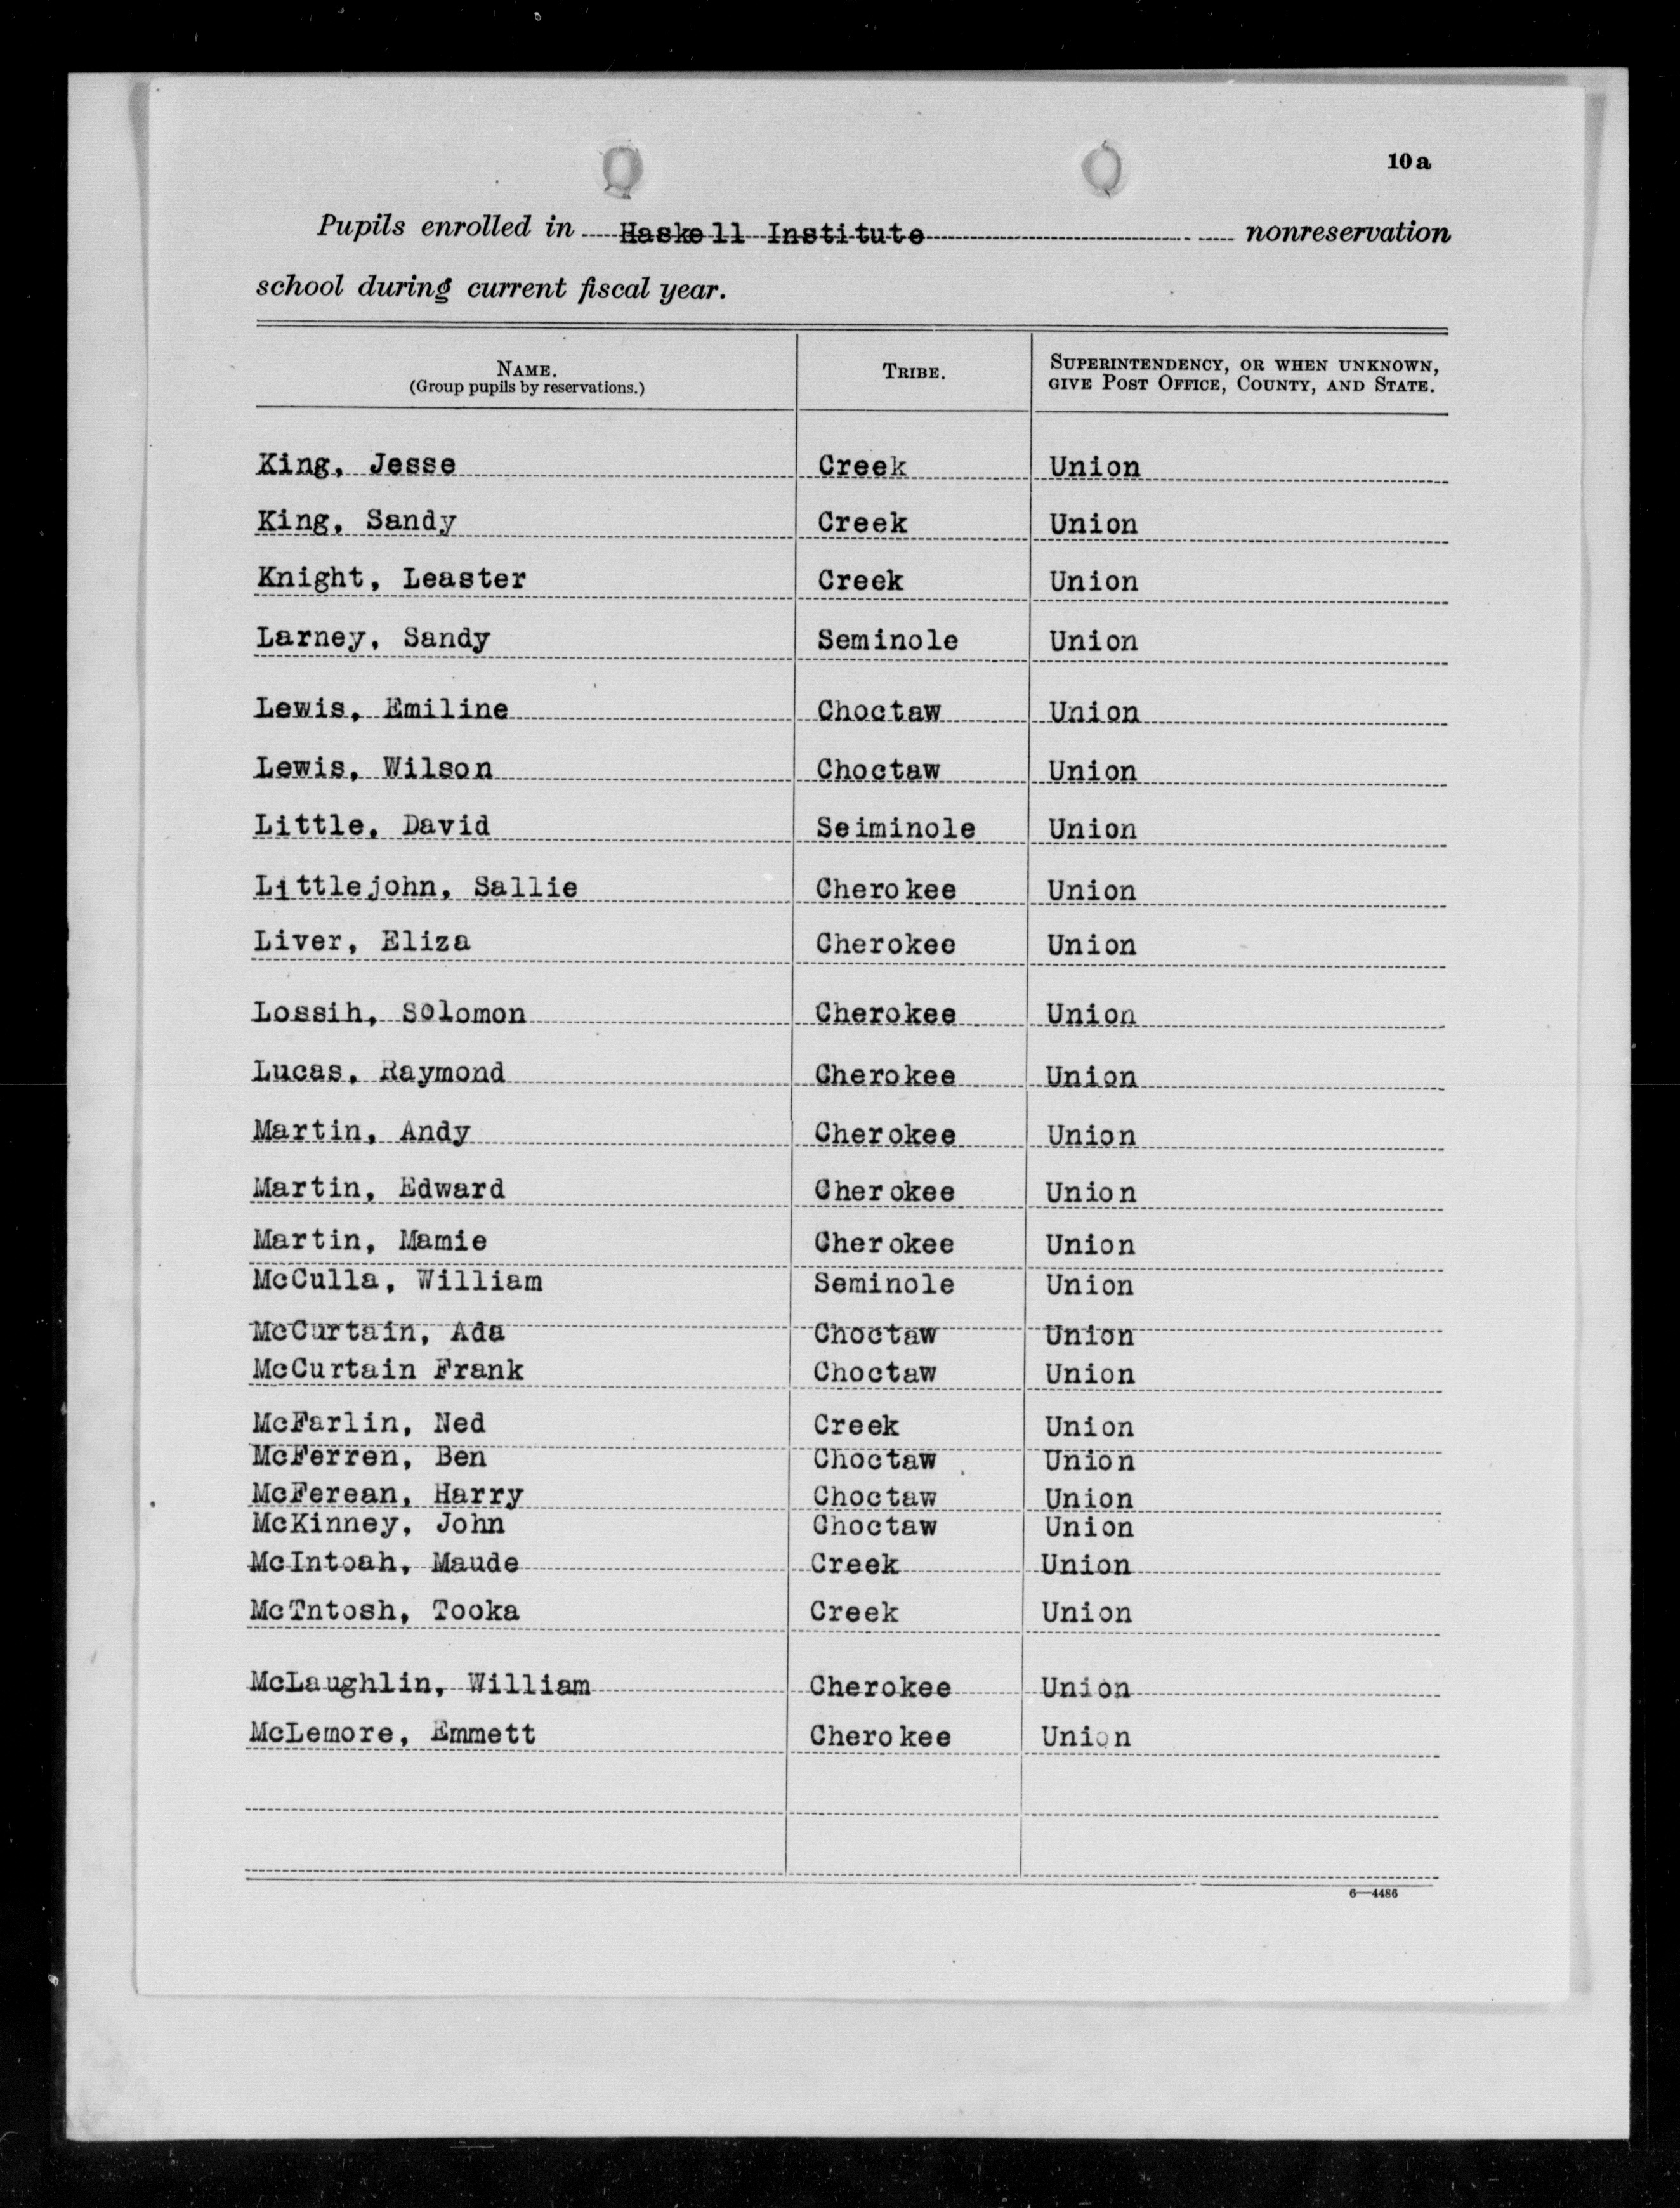 10a
Pupils enrolled in Haskell Institute nonreservation
school during current fiscal year.
NAME. TRIBE. SUPERINTENDENCY, OR WHEN UNKNOWN,
(Group pupils by reservations.) GIVE POST OFFICE, COUNTY, AND STATE.
King, Jesse Creek Union
King, Sandy Creek Union
Knight, Leaster Creek Union
Larney, Sandy Seminole Union
Lewis, Emiline Choctaw Union
Lewis, Wilson Choctaw Union
Little, David Seiminole Union
Littlejohn, Sallie Cherokee Union
Liver, Eliza Cherokee Union
Lossih, Solomon Cherokee Union
Lucas, Raymond Cherokee Union
Martin, Andy Cherokee Union
Martin, Edward Cherokee Union
Martin, Mamie Cherokee Union
McCulla, William Seminole Union
McCurtain, Ada Choctaw Union
McCurtain Frank Choctaw Union
McFarlin, Ned Creek Union
McFerren, Ben Choctaw Union
McFerean, Harry Choctaw Union
McKinney, John Choctaw Union
McIntoah, Maude Creek Union
McTntosh, Tooka Creek Union
McLaughlin, William Cherokee Union
McLemore, Emmett Cherokee Union
6—4486